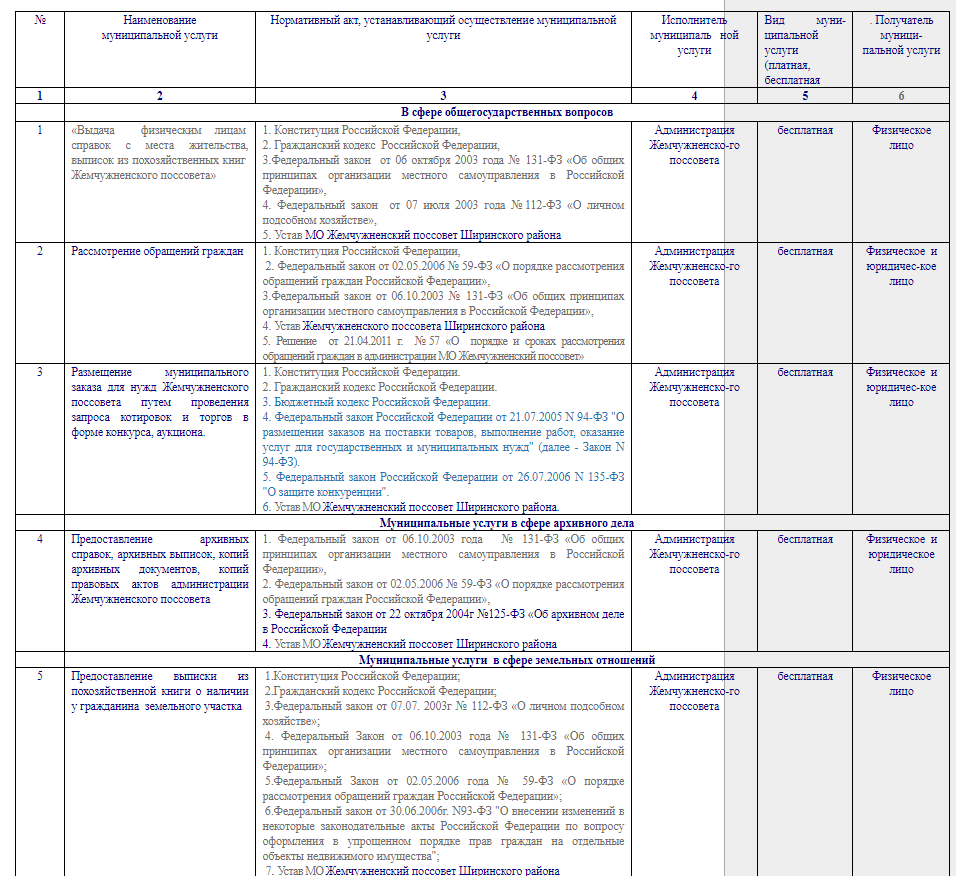 №
Наименование
муниципальной услуги
Нормативный акт, устанавливающий осуществление муниципальной
услуги
Исполнитель
муниципаль ной
услуги
Вид муни-
ципальной
услуги
(платная,
бесплатная
. Получатель
муници-
пальной услуги
1
2
3
4
5
6
В сфере общегосударственных вопросов
1
«Выдача физическим лицам
справок с места жительства,
выписок из похозяйственных книг
Жемчужненского поссовета»
1. Конституция Российской Федерации,
2. Гражданский кодекс Российской Федерации,
3.Федеральный закон от 06 октября 2003 года № 131-ФЗ «Об общих
принципах организации местного самоуправления в Российской
Федерации»,
4. Федеральный закон от 07 июля 2003 года №112-ФЗ «О личном
подсобном хозяйстве»,
5. Устав МО Жемчужненский поссовет Ширинского района
Администрация
Жемчужненско-го
поссовета
бесплатная
Физическое
лицо
2
Рассмотрение обращений граждан
1. Конституция Российской Федерации,
2. Федеральный закон от 02.05.2006 № 59-ФЗ «О порядке рассмотрения
обращений граждан Российской Федерации»,
3.Федеральный закон от 06.10.2003 № 131-ФЗ «Об общих принципах
организации местного самоуправления в Российской Федерации»,
4. Устав Жемчужненского поссовета Ширинского района
5. Решение от 21.04.2011 г. №57 «О порядке и сроках рассмотрения
обращений граждан в администрации МО Жемчужненский поссовет»
Администрация
Жемчужненско-го
поссовета
бесплатная
Физическое и
юридичес-кое
лицо
3
Размещение муниципального
заказа для нужд Жемчужненского
поссовета путем проведения
запроса котировок и торгов в
форме конкурса, аукциона.
1. Конституция Российской Федерации.
2. Гражданский кодекс Российской Федерации.
3. Бюджетный кодекс Российской Федерации.
4. Федеральный закон Российской Федерации от 21.07.2005 N 94-ФЗ "О
размещении заказов на поставки товаров, выполнение работ, оказание
услуг для государственных и муниципальных нужд" (далее - Закон N
94-ФЗ).
5. Федеральный закон Российской Федерации от 26.07.2006 N 135-ФЗ
"О защите конкуренции".
6. Устав МО Жемчужненский поссовет Ширинского района.
Администрация
Жемчужненско-го
поссовета
бесплатная
Физическое и
юридичес-кое
лицо
Муниципальные услуги в сфере архивного дела
4
Предоставление архивных
справок, архивных выписок, копий
архивных документов, копий
правовых актов администрации
Жемчужненского поссовета
1. Федеральный закон от 06.10.2003 года № 131-ФЗ «Об общих
принципах организации местного самоуправления в Российской
Федерации»,
2. Федеральный закон от 02.05.2006 № 59-ФЗ «О порядке рассмотрения
обращений граждан Российской Федерации»,
3. Федеральный закон от 22 октября 2004г №125-ФЗ «Об архивном деле
в Российской Федерации
4. Устав МО Жемчужненский поссовет Ширинского района
Администрация
Жемчужненско-го
поссовета
бесплатная
Физическое и
юридическое
лицо
Муниципальные услуги в сфере земельных отношений
5
Предоставление выписки из
похозяйственной книги о наличии
у гражданина земельного участка
1.Конституция Российской Федерации;
2.Гражданский кодекс Российской Федерации;
3.Федеральный закон от 07.07. 2003г № 112-ФЗ «О личном подсобном
хозяйстве»;
4. Федеральный Закон от 06.10.2003 года № 131-ФЗ «Об общих
принципах организации местного самоуправления в Российской
Федерации»;
5.Федеральный Закон от 02.05.2006 года № 59-ФЗ «О порядке
рассмотрения обращений граждан Российской Федерации»;
6.Федеральный закон от 30.06.2006г. N93-ФЗ "О внесении изменений в
некоторые законодательные акты Российской Федерации по вопросу
оформления в упрощенном порядке прав граждан на отдельные
объекты недвижимого имущества";
7. Устав МО Жемчужненский поссовет Ширинского района
Администрация
Жемчужненско-го
поссовета
бесплатная
Физическое
лицо